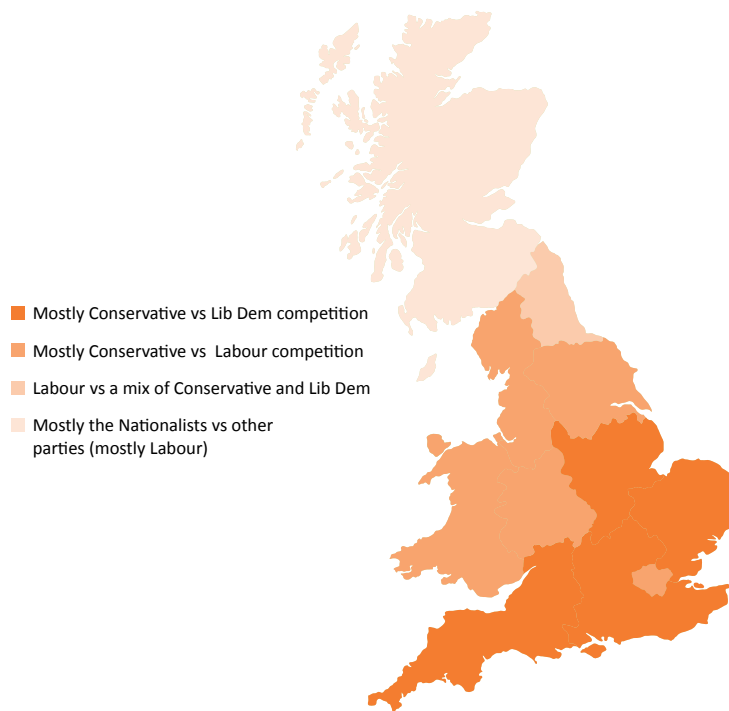 Mostly Conservative vs Lib Dem competition
Mostly Conservative vs  Labour competition
Labour vs a mix of Conservative and Lib Dem
Mostly the Nationalists vs other
parties (mostly Labour)